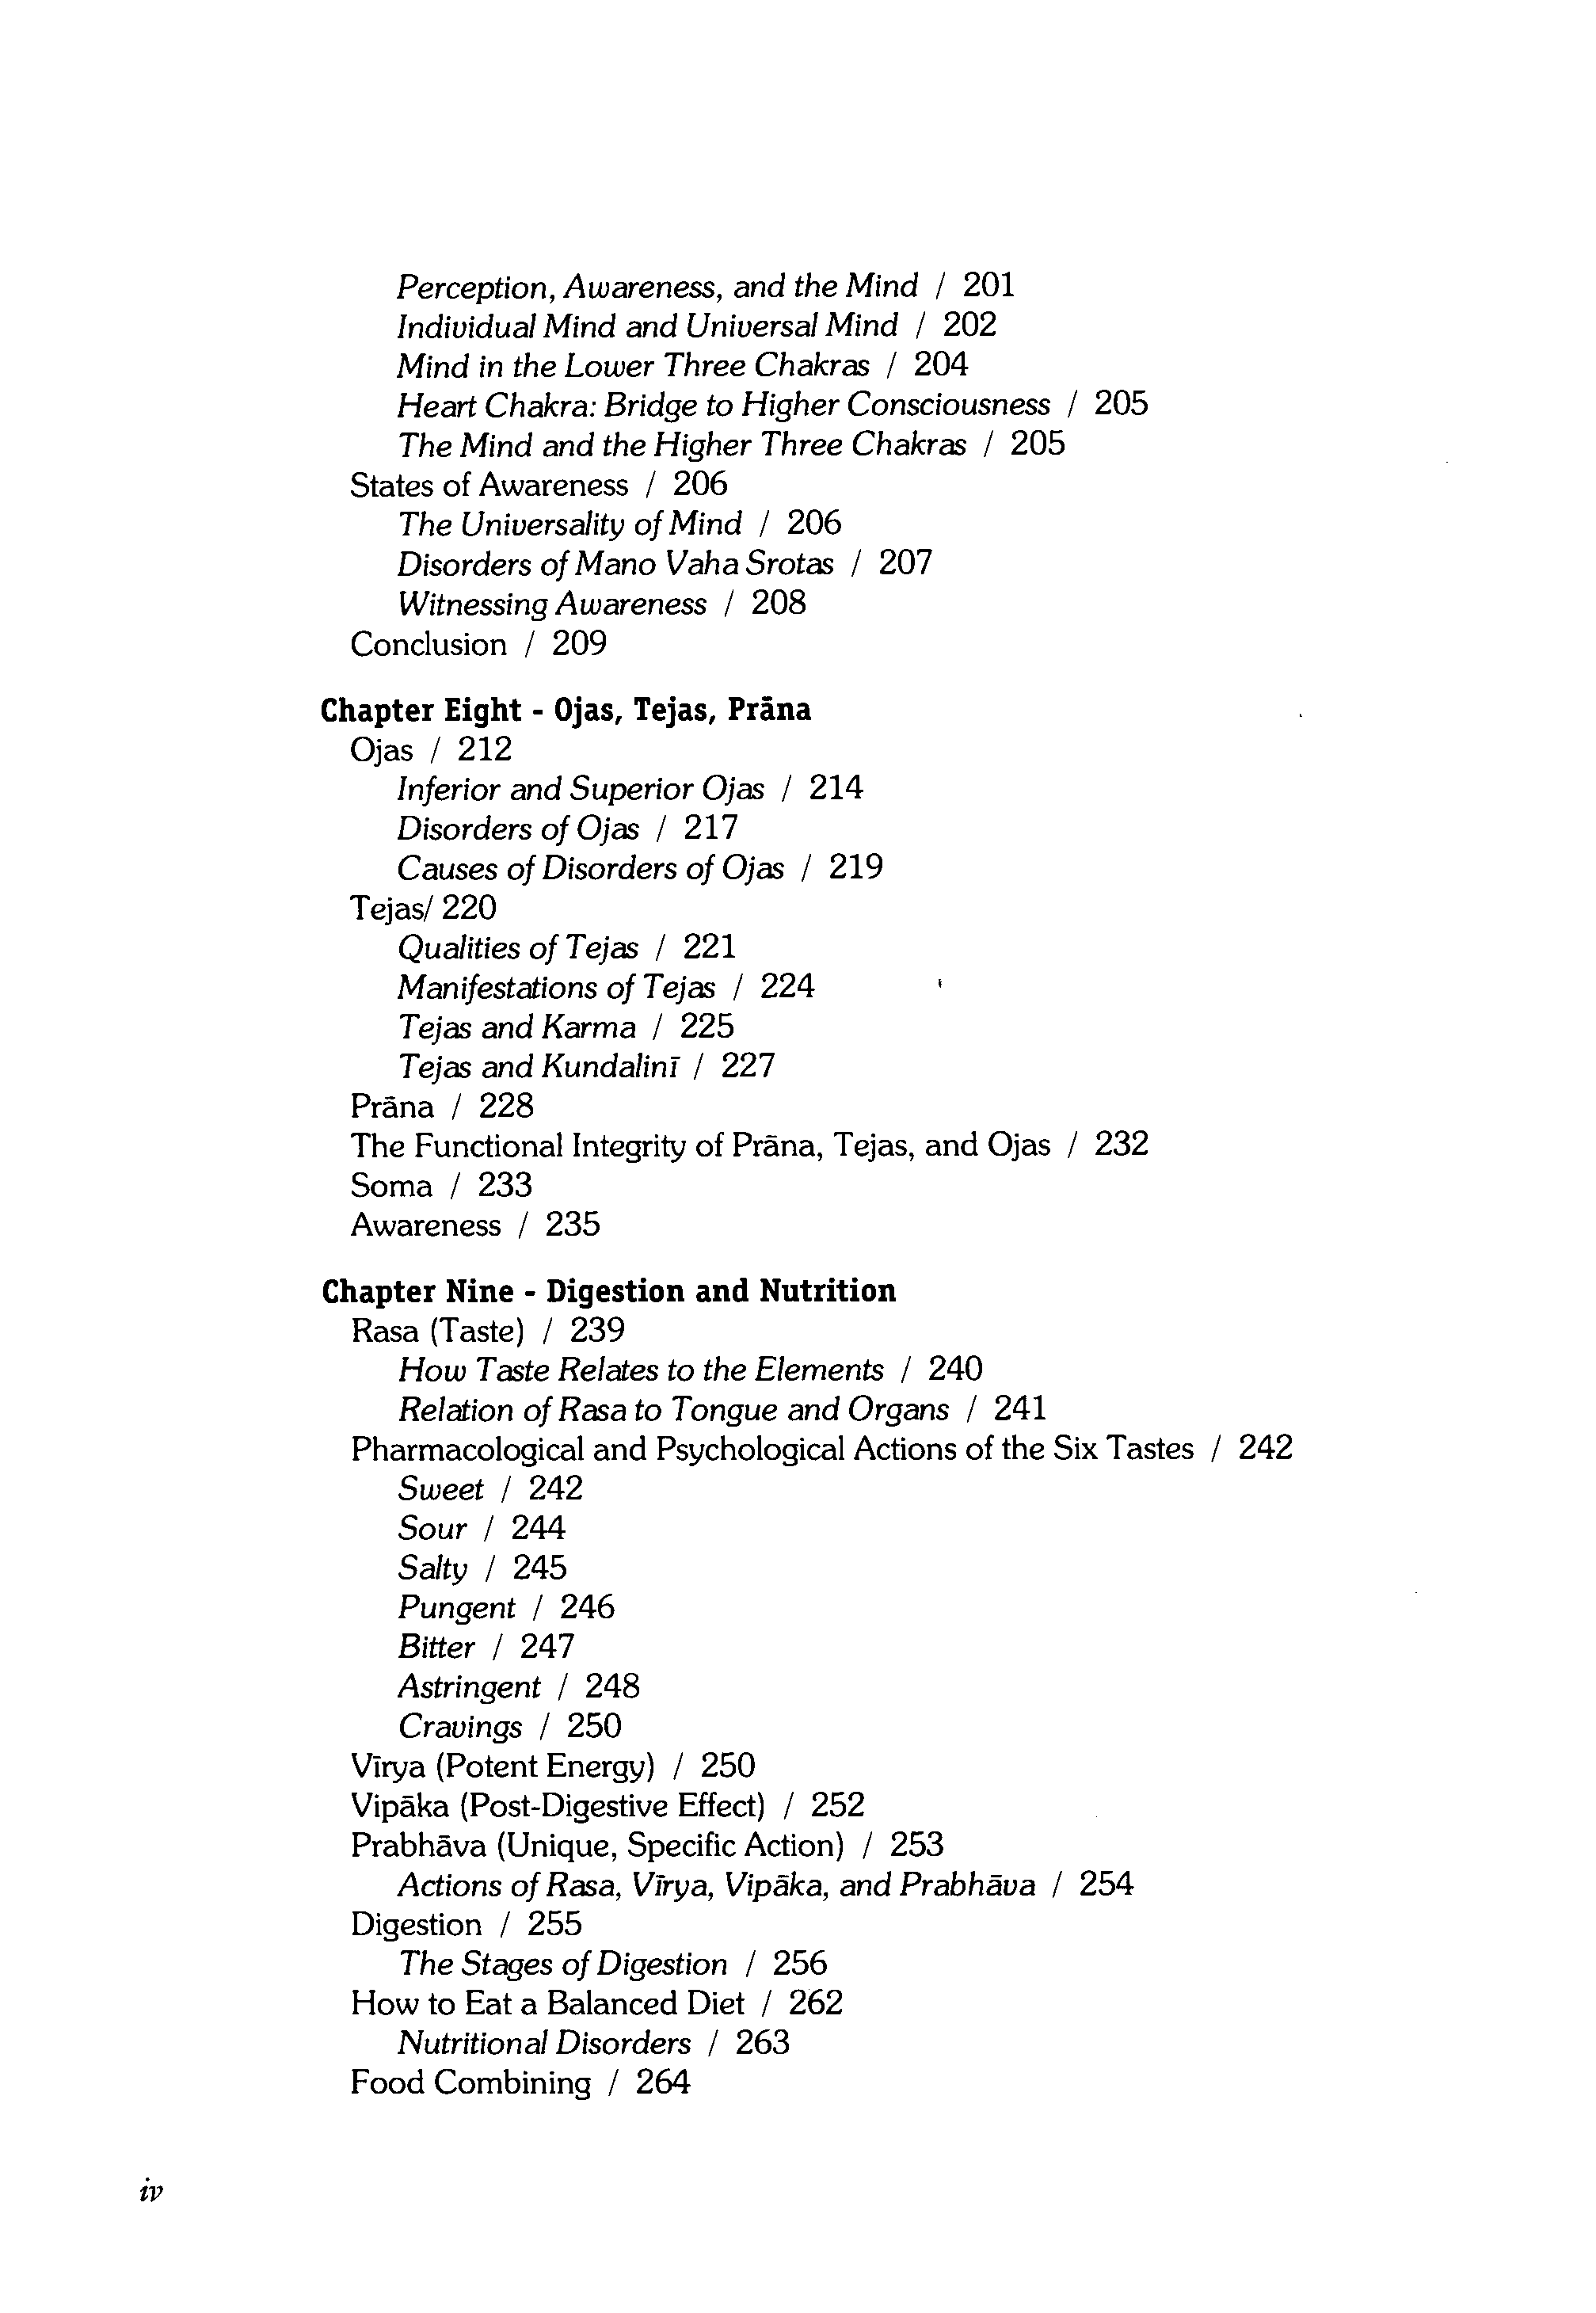 Perception, Awareness, and the Mind / 201
Individual Mind and Universal Mind / 202
Mind in the Lower Three Chakras / 204
Heart Chakra: Bridge to Higher Consciousness / 205
The Mind and the Higher Three Chakras / 205
States of Awareness / 206
The Universality of Mind / 206
Disorders of Mano Vaha Srotas / 207
Witnessing Awareness / 208
Conclusion / 209
Chapter Eight - Ojas, Tejas, Prāna
Ojas / 212
Inferior and Superior Ojas / 214
Disorders of Ojas / 217
Causes of Disorders of Ojas / 219
Tejas/ 220
Qualities of Tejas / 221
Manifestations of Tejas / 224
Tejas and Karma / 225
Tejas and Kundalinī / 227
Prāna / 228
The Functional Integrity of Prāna, Tejas, and Ojas / 232
Soma / 233
Awareness / 235
Chapter Nine - Digestion and Nutrition
Rasa (Taste) / 239
How Taste Relates to the Elements / 240
Relation of Rasa to Tongue and Organs / 241
Pharmacological and Psychological Actions of the Six Tastes / 242
Sweet / 242
Sour / 244
Salty / 245
Pungent / 246
Bitter / 247
Astringent / 248
Cravings / 250
Vīrya (Potent Energy) / 250
Vipāka (Post-Digestive Effect) / 252
Prabhāva (Unique, Specific Action) / 253
Actions of Rasa, Vīrya, Vipāka, and Prabhāva / 254
Digestion / 255
The Stages of Digestion / 256
How to Eat a Balanced Diet / 262
Nutritional Disorders / 263
Food Combining / 264
iv